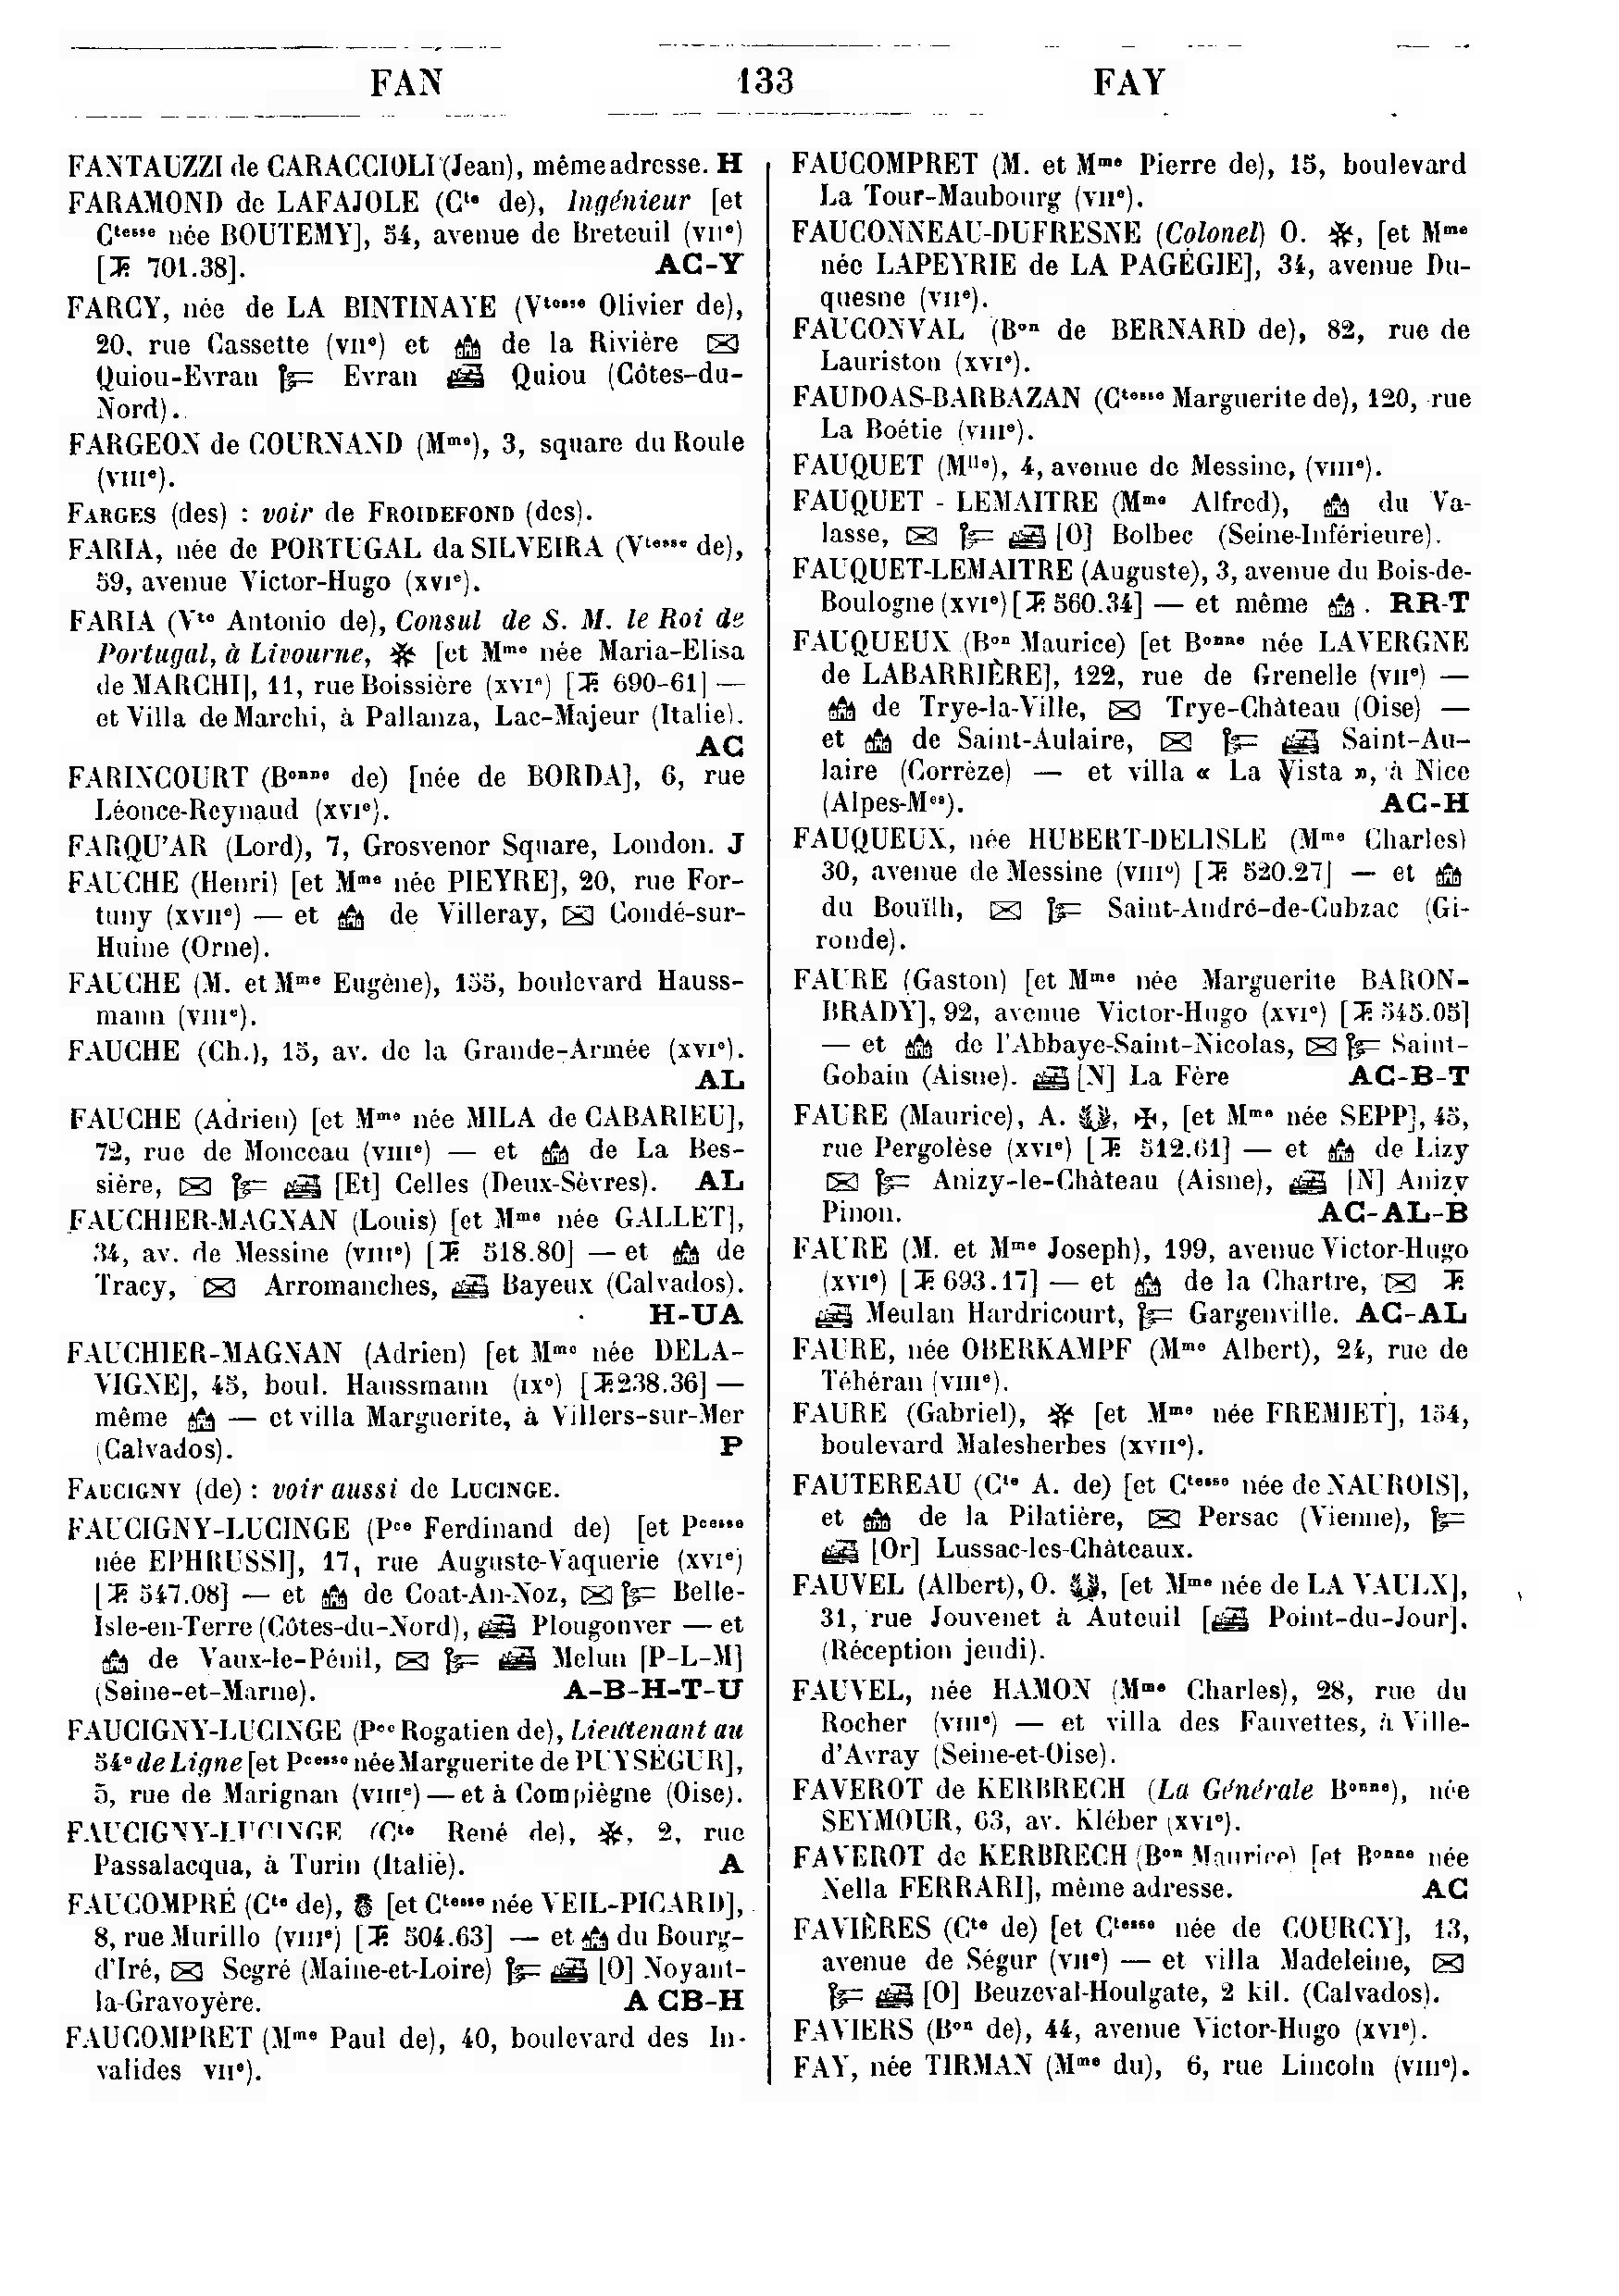 FAN 133 FAY
FANTAUZZI de CARACCIOLI (Jean), même adresse. H
FARAMOND de LAFAJOLE (Cte de), Ingénieur [et
Ctesse née BOUTEMY], 54, avenue de Breteuil (VIIe)
[T. 701.38]. AC-Y
FARCY, née de LA BINTINAYE (Vtesse Olivier de),
20, rue Cassette (VIIe) et de la Rivière
Quiou-Evran Evran Quiou (Côtes-du-
Nord).
FARGEON de COURNAND (Mme), 3, square du Roule
(VIIIe).
FARGES (des) : voir de FROIDEFOND (des).
FARIA, née de PORTUGAL da SILVEIRA (Vtesse de),
59, avenue Victor-Hugo (XVIe).
FARIA (Vte Antonio de), Consul de S. M. le Roi de
Portugal, à Livourne, [et Mme née Maria-Elisa
de MARCHI], 11, rue Boissière (XVIe) [T. 690-61] —
et Villa de Marchi, à Pallanza, Lac-Majeur (Italie).
AC
FARINCOURT (Bonne de) [née de BORDA], 6, rue
Léonce-Reynaud (XVIe).
FARQU'AR (Lord), 7, Grosvenor Square, London. J
FAUCHE (Henri) [et Mme née PIEYRE], 20, rue For-
tuny (XVIIe) — et de Villeray, Condé-sur-
Huine (Orne).
FAUCHE (M. et Mme Eugène), 155, boulevard Hauss-
mann (VIIIe).
FAUCHE (Ch.), 15, av. de la Grande-Armée (XVIe).
AL
FAUCHE (Adrien) [et Mme née MILA de CABARIEU],
72, rue de Monceau (VIIIe) — et de La Bes-
sière, [Et] Celles (Deux-Sèvres). AL
FAUCHIER-MAGNAN (Louis) [et Mme née GALLET],
34, av. de Messine (VIIIe) [T. 518.80] — et de
Tracy, Arromanches, Bayeux (Calvados).
H-UA
FAUCHIER-MAGNAN (Adrien) [et Mme née DELA-
VIGNE], 45, boul. Haussmann (IXe) [T. 238.36] —
même — et villa Marguerite, à Villers-sur-Mer
(Calvados). P
FAUCIGNY (de) : voir aussi de LUCINGE.
FAUCIGNY-LUCINGE (Pce Ferdinand de) [et Pcesse
née EPHRUSSI], 17, rue Auguste-Vaquerie (XVIe)
[T. 547.08] — et de Coat-An-Noz, Belle-
Isle-en-Terre (Côtes-du-Nord), Plougonver — et
de Vaux-le-Pénil, Melun [P-L-M]
(Seine-et-Marne). A-B-H-T-U
FAUCIGNY-LUCINGE (Pce Rogatien de), Lieutenant au
54e de Ligne [et Pcesse née Marguerite de PUYSÉGUR],
5, rue de Marignan (VIIIe) — et à Compiègne (Oise).
FAUCIGNY-LUCINGE (Cte René de), 2, rue
Passalacqua, à Turin (Italie). A
FAUCOMPRÉ (Cte de), [et Ctesse née VEIL-PICARD],
8, rue Murillo (VIIIe) [T. 504.63] — et du Bourg-
d'Iré, Segré (Maine-et-Loire) [O] Noyant-
la-Gravoyère. A CB-H
FAUCOMPRET (Mme Paul de), 40, boulevard des In-
valides VIIe).
FAUCOMPRET (M. et Mme Pierre de), 15, boulevard
La Tour-Maubourg (VIIe).
FAUCONNEAU-DUFRESNE (Colonel) O. , [et Mme
née LAPEYRIE de LA PAGÉGIE], 34, avenue Du-
quesne (VIIe).
FAUCONVAL (Bon de BERNARD de), 82, rue de
Lauriston (XVIe).
FAUDOAS-BARBAZAN (Ctesse Marguerite de), 120, rue
La Boétie (VIIIe).
FAUQUET (Mlle), 4, avenue de Messine, (VIIIe).
FAUQUET - LEMAITRE (Mme Alfred), du Va-
lasse, [O] Bolbec (Seine-Inférieure).
FAUQUET-LEMAITRE (Auguste), 3, avenue du Bois-de-
Boulogne (XVIe) [T. 560.34] — et même . RR-T
FAUQUEUX (Bon Maurice) [et Bonne née LAVERGNE
de LABARRIÈRE], 122, rue de Grenelle (VIIe) —
de Trye-la-Ville, Trye-Château (Oise) —
et de Saint-Aulaire, Saint-Au-
laire (Corrèze) — et villa « La Vista », à Nice
(Alpes-Mes). AC-H
FAUQUEUX, née HUBERT-DELISLE (Mme Charles)
30, avenue de Messine (VIIIe) [T. 520.27] — et
du Bouïlh, Saint-André-de-Cubzac (Gi-
ronde).
FAURE (Gaston) [et Mme née Marguerite BARON-
BRADY], 92, avenue Victor-Hugo (XVIe) [T. 545.05]
— et de l'Abbaye-Saint-Nicolas, Saint-
Gobain (Aisne). [N] La Fère AC-B-T
FAURE (Maurice), A. , ✠, [et Mme née SEPP], 45,
rue Pergolèse (XVIe) [T. 512.61] — et de Lizy
Anizy-le-Château (Aisne), [N] Anizy
Pinon. AC-AL-B
FAURE (M. et Mme Joseph), 199, avenue Victor-Hugo
(XVIe) [T. 693.17] — et de la Chartre, T.
Meulan Hardricourt, Gargenville. AC-AL
FAURE, née OBERKAMPF (Mme Albert), 24, rue de
Téhéran (VIIIe).
FAURE (Gabriel), [et Mme née FREMIET], 154,
boulevard Malesherbes (XVIIe).
FAUTEREAU (Cte A. de) [et Ctesse née de NAUROIS],
et de la Pilatière, Persac (Vienne),
[Or] Lussac-les-Châteaux.
FAUVEL (Albert), O. , [et Mme née de LA VAULX],
31, rue Jouvenet à Auteuil [ Point-du-Jour].
(Réception jeudi).
FAUVEL, née HAMON (Mme Charles), 28, rue du
Rocher (VIIIe) — et villa des Fauvettes, à Ville-
d'Avray (Seine-et-Oise).
FAVEROT de KERBRECH (La Générale Bonne), née
SEYMOUR, 63, av. Kléber (XVIe).
FAVEROT de KERBRECH (Bon Maurice) [et Bonne née
Nella FERRARI], même adresse. AC
FAVIÈRES (Cte de) [et Ctesse née de COURCY], 13,
avenue de Ségur (VIIe) — et villa Madeleine,
[O] Beuzeval-Houlgate, 2 kil. (Calvados).
FAVIERS (Bon de), 44, avenue Victor-Hugo (XVIe).
FAY, née TIRMAN (Mme du), 6, rue Lincoln (VIIIe).